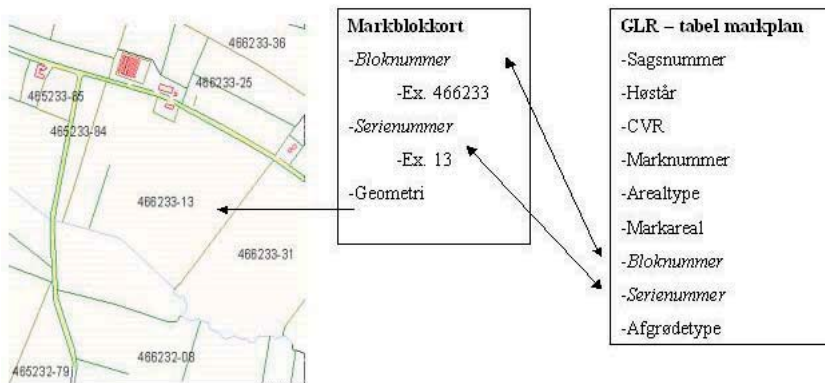 466233-36
466233-25
465233-85
465233-84
466233-13
466233-31
466232-08
465232-79
Markblokkort
-Bloknummer
-Ex. 466233
-Serienummer
-Ex. 13
-Geometri
GLR – tabel markplan
-Sagsnummer
-Høstår
-CVR
-Marknummer
-Arealtype
-Markareal
-Bloknummer
-Serienummer
-Afgrødetype